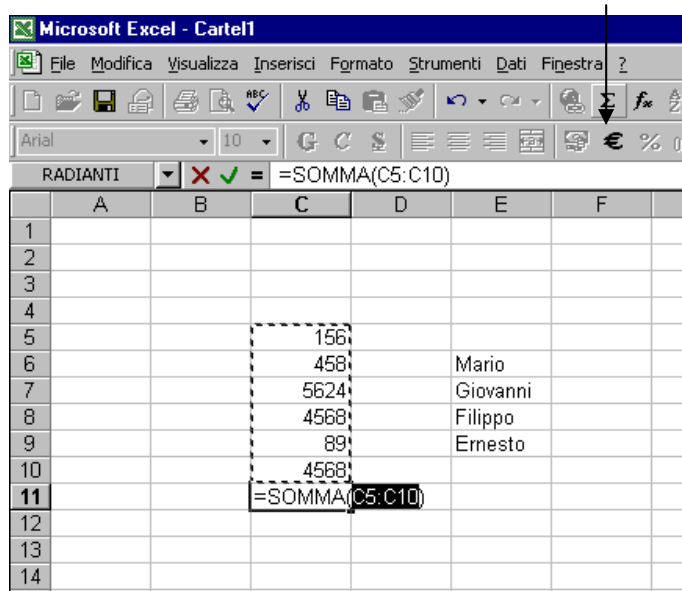 Microsoft Excel - Cartel1
File Modifica Visualizza Inserisci Formato Strumenti Dati Finestra ?
ABC Σ fx
Arial 10 G C S € %
RADIANTI = =SOMMA(C5:C10)
A B C D E F
1
2
3
4
5 156
6 458 Mario
7 5624 Giovanni
8 4568 Filippo
9 89 Ernesto
10 4568
11 =SOMMA(C5:C10)
12
13
14